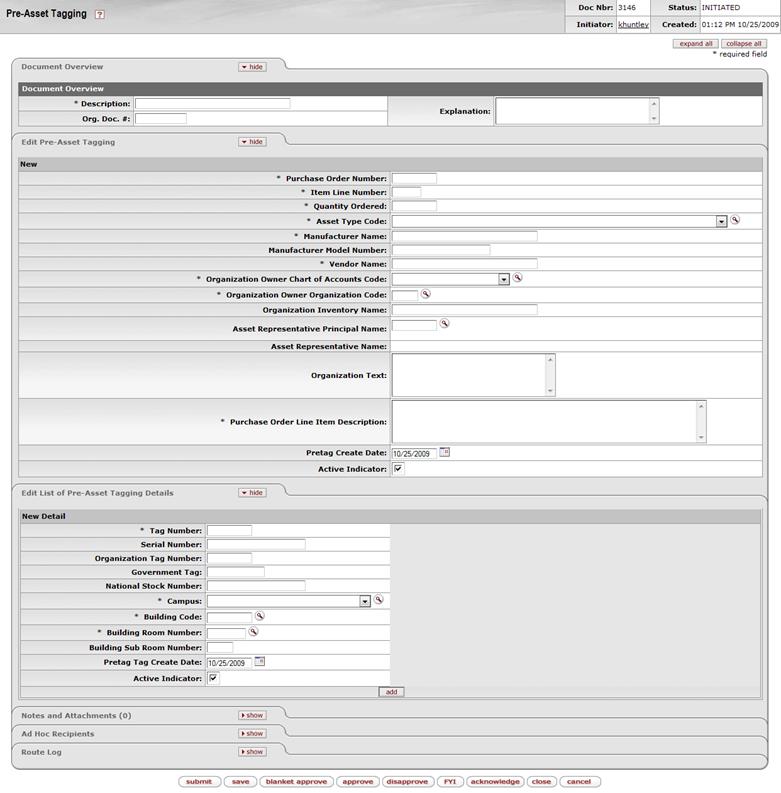 Pre-Asset Tagging ?
Doc Nbr: 3146 Status: INITIATED
Initiator: khuntley Created: 01:12 PM 10/25/2009
expand all collapse all
* required field
Document Overview hide
Document Overview
* Description: Explanation:
Org. Doc. #:
Edit Pre-Asset Tagging hide
New
* Purchase Order Number:
* Item Line Number:
* Quantity Ordered:
* Asset Type Code:
* Manufacturer Name:
Manufacturer Model Number:
* Vendor Name:
* Organization Owner Chart of Accounts Code:
* Organization Owner Organization Code:
Organization Inventory Name:
Asset Representative Principal Name:
Asset Representative Name:
Organization Text:
* Purchase Order Line Item Description:
Pretag Create Date: 10/25/2009
Active Indicator:
Edit List of Pre-Asset Tagging Details hide
New Detail
* Tag Number:
Serial Number:
Organization Tag Number:
Government Tag:
National Stock Number:
* Campus:
* Building Code:
* Building Room Number:
Building Sub Room Number:
Pretag Tag Create Date: 10/25/2009
Active Indicator:
add
Notes and Attachments (0) show
Ad Hoc Recipients show
Route Log show
submit save blanket approve approve disapprove FYI acknowledge close cancel